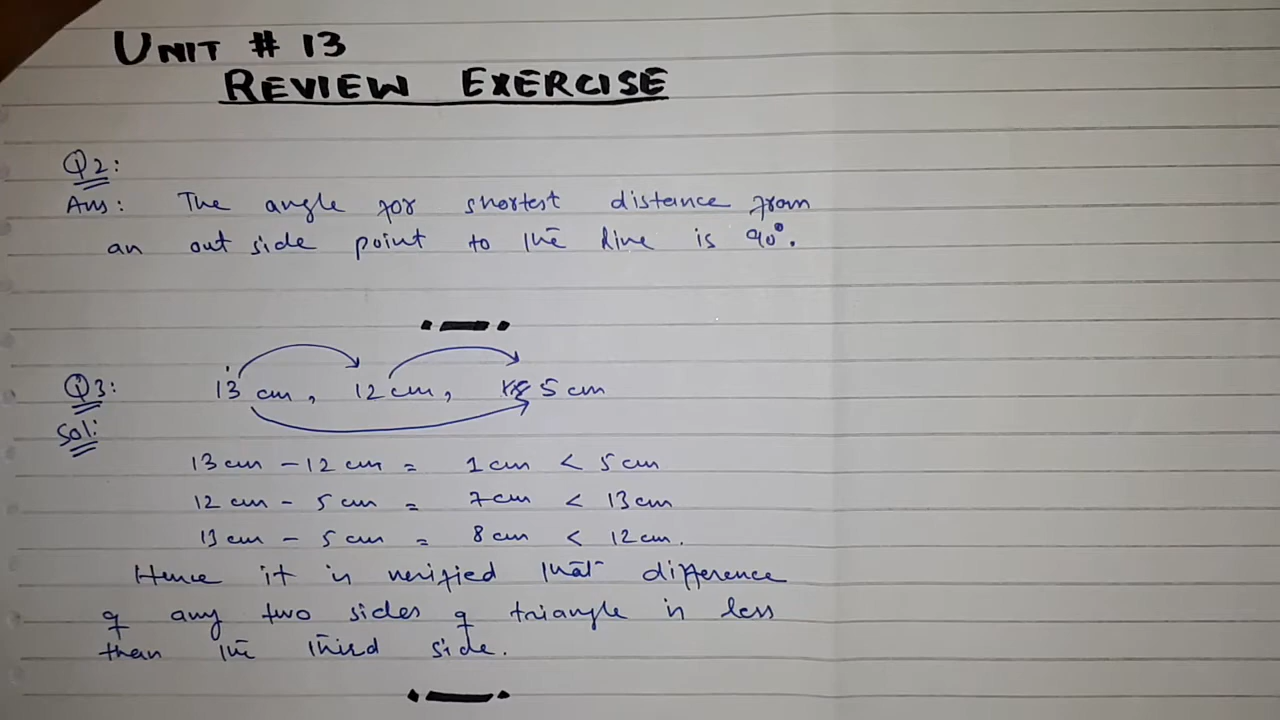 UNIT # 13
REVIEW EXERCISE
Q2:
Ans: The angle for shortest distance from
an out side point to the line is 90°.
Q3: 13 cm, 12 cm, 5 cm
Sol:
13 cm - 12 cm = 1 cm < 5 cm
12 cm - 5 cm = 7 cm < 13 cm
13 cm - 5 cm = 8 cm < 12 cm.
Hence it is verified that difference
of any two sides of triangle is less
than the third side.